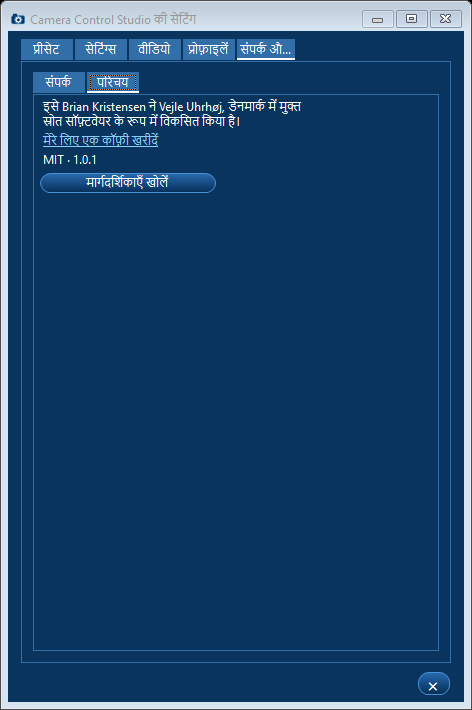 Camera Control Studio की सेटिंग
प्रीसेट सेटिंग्स वीडियो प्रोफ़ाइलें संपर्क औ...
संपर्क परिचय
इसे Brian Kristensen ने Vejle Uhrhøj, डेनमार्क में मुक्त
स्रोत सॉफ़्टवेयर के रूप में विकसित किया है।
मेरे लिए एक कॉफ़ी खरीदें
MIT · 1.0.1
मार्गदर्शिकाएँ खोलें